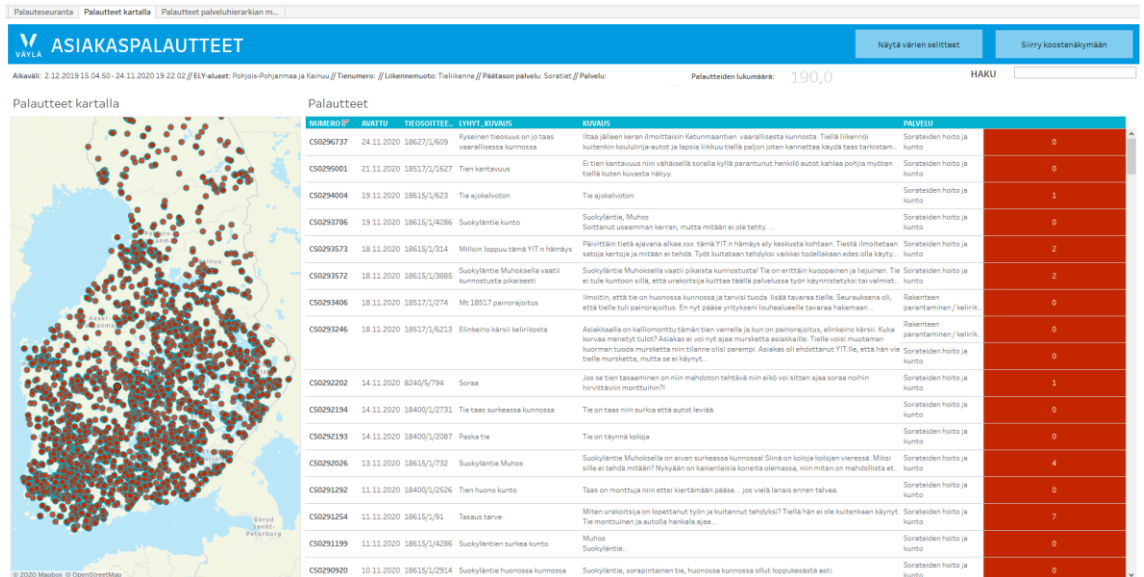 Palauteseuranta Palautteet kartalla Palautteet palveluhierarkian m...
VÄYLÄ ASIAKASPALAUTTEET
Näytä värien selitteet
Siirry koostenäkymään
Aikaväli: 2.12.2019 15.04.50 - 24.11.2020 19.22.02 // ELY-alueet: Pohjois-Pohjanmaa ja Kainuu // Tienumero: // Liikennemuoto: Tieliikenne // Päätason palvelu: Soratiet // Palvelu:
Palautteiden lukumäärä: 190,0
HAKU
Palautteet kartalla
Palautteet
NUMERO AVATTU TIEOSOITTEE.. LYHYT_KUVAUS KUVAUS PALVELU
CS0296737 24.11.2020 18627/1/609 Kyseinen tieosuus on jo taas vaarallisessa kunnossa
Iltaa jälleen keran ilmoittaisin Ketunmaantien vaarallisesta kunnosta. Tiellä liikennöi
kuitenkin koululinja-autot ja lapsia liikkuu tiellä paljon joten kannattaa käydä taas tarkistam..
Sorateiden hoito ja kunto 0
CS0295001 21.11.2020 18517/1/1627 Tien kantavuus
Ei tien kantavuus niin vähäisellä soralla kyllä parantunut henkilö autot kahlaa pohjia myöten
tiellä kuten kuvasta näkyy.
Sorateiden hoito ja kunto 0
CS0294004 19.11.2020 18615/1/623 Tie ajokelvoton
Tie ajokelvoton
Sorateiden hoito ja kunto 1
CS0293786 19.11.2020 18615/1/4286 Suokyläntie kunto
Suokyläntie, Muhos
Soittanut useamman kerran, mutta mitään ei ole tehty. ..
Sorateiden hoito ja kunto 0
CS0293573 18.11.2020 18615/1/314 Milloin loppuu tämä YIT:n hämäys
Päivittäin tietä ajavana alkaa xxx tämä YIT:n hämäys ely keskusta kohtaan. Tiestä ilmoitetaan
satoja kertoja ja mitään ei tehdä. Työt kuitataan tehdyksi vaikkei todellakaan edes olla käyty...
Sorateiden hoito ja kunto 2
CS0293572 18.11.2020 18615/1/3885 Suokyläntie Muhoksella vaatii kunnostusta pikaisesti
Suokyläntie Muhoksella vaatii pikaista kunnostusta! Tie on erittäin kuoppainen ja liejuinen. Tie
ei tule kuntoon sillä, että urakoitsija kuittaa täällä palvelussa työn käynnistetyksi tai valmist..
Sorateiden hoito ja kunto 2
CS0293406 18.11.2020 18517/1/274 Mt 18517 painorajoitus
Ilmoitin, että tie on huonossa kunnossa ja tarvisi tuoda lisää tavaraa tielle. Seurauksena oli,
että tielle tuli painorajoitus. En nyt pääse yritykseni louhealueelle tavaraa hakemaan...
Rakenteen parantaminen / kelirik.. 0
CS0293246 18.11.2020 18517/1/6213 Elinkeino kärsii kelirikosta
Asiakkaalla on kalliomonttu tämän tien varrella ja kun on painorajoitus, elinkeino kärsii. Kuka
korvaa menetyt tulot? Asiakas ei voi nyt ajaa mursketta asiakkaille. Tielle voisi muutaman
kuorman tuoda mursketta niin tilanne olisi parempi. Asiakas oli ehdottanut YIT:lle, että hän vie
tielle mursketta, mutta se ei käynyt...
Rakenteen parantaminen / kelirik.. 0
Sorateiden hoito ja kunto 0
CS0292202 14.11.2020 8240/5/794 Soraa
Jos se tien tasaaminen on niin mahdoton tehtävä niin eikö voi sitten ajaa soraa noihin
hirvittäviin monttuihin?!
Sorateiden hoito ja kunto 1
CS0292194 14.11.2020 18400/1/2731 Tie taas surkeassa kunnossa
Tie on taas niin surkia että autot leviää.
Sorateiden hoito ja kunto 0
CS0292193 14.11.2020 18400/1/2087 Paska tie
Tie on täynnä koloja
Sorateiden hoito ja kunto 0
CS0292026 13.11.2020 18615/1/732 Suokyläntie Muhos
Suokyläntie Muhoksella on aivan surkeassa kunnossa! Siinä on koloja kolojen vieressä. Miksi
sille ei tehdä mitään? Nykyään on kaikenlaisia koneita olemassa, niin miten on mahdollista et..
Sorateiden hoito ja kunto 4
CS0291292 11.11.2020 18400/1/2526 Tien huono kunto
Taas on monttuja niin ettei kiertämään pääse... jos vielä lanais ennen talvea.
Sorateiden hoito ja kunto 0
CS0291254 11.11.2020 18615/1/91 Tasaus tarve
Miten urakoitsija on lopettanut työn ja kuitannut tehdyksi? Tiellä hän ei ole kuitenkaan käynyt.
Tie monttuinen ja autolla hankala ajaa...
Sorateiden hoito ja kunto 7
CS0291199 11.11.2020 18615/1/4286 Suokyläntien surkea kunto
Muhos
Suokyläntie..
Sorateiden hoito ja kunto 0
CS0290920 10.11.2020 18615/1/2914 Suokyläntie huonossa kunnossa
Suokyläntie, sorapintainen tie, huonossa kunnossa ollut loppukesästä asti.
Sorateiden hoito ja kunto 0
Gorod
Sankt-
Peterburg
© 2020 Mapbox © OpenStreetMap